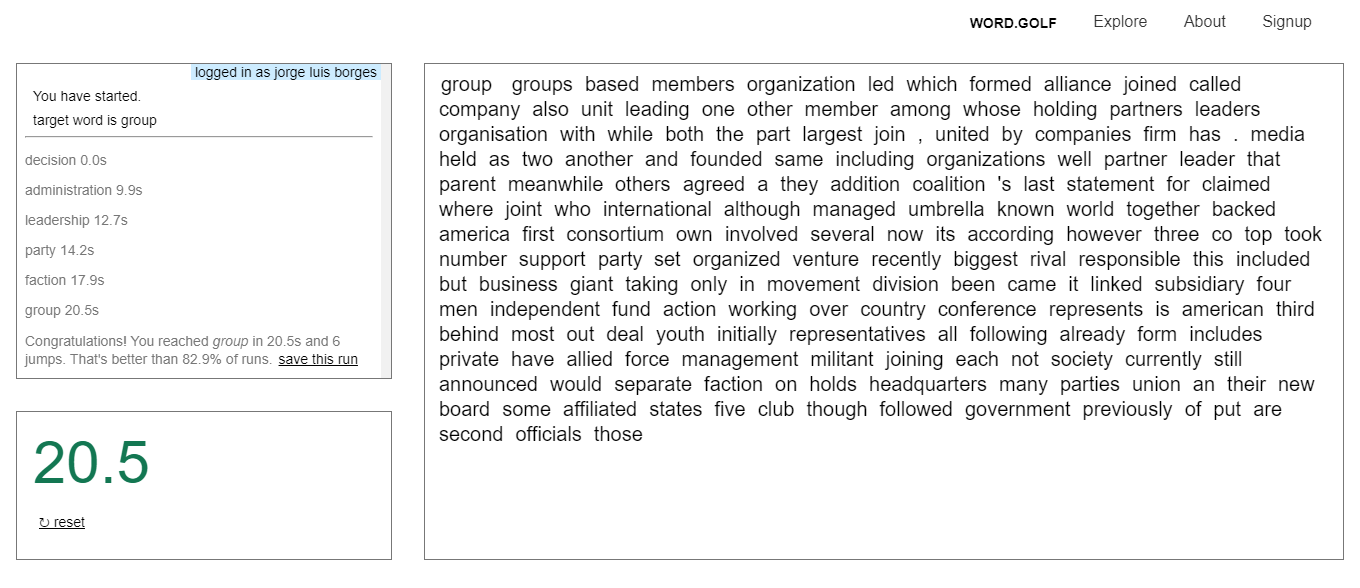 WORD.GOLF Explore About Signup
logged in as jorge luis borges
You have started.
target word is group
decision 0.0s
administration 9.9s
leadership 12.7s
party 14.2s
faction 17.9s
group 20.5s
Congratulations! You reached group in 20.5s and 6
jumps. That's better than 82.9% of runs. save this run
20.5
↻ reset
group groups based members organization led which formed alliance joined called
company also unit leading one other member among whose holding partners leaders
organisation with while both the part largest join , united by companies firm has . media
held as two another and founded same including organizations well partner leader that
parent meanwhile others agreed a they addition coalition 's last statement for claimed
where joint who international although managed umbrella known world together backed
america first consortium own involved several now its according however three co top took
number support party set organized venture recently biggest rival responsible this included
but business giant taking only in movement division been came it linked subsidiary four
men independent fund action working over country conference represents is american third
behind most out deal youth initially representatives all following already form includes
private have allied force management militant joining each not society currently still
announced would separate faction on holds headquarters many parties union an their new
board some affiliated states five club though followed government previously of put are
second officials those